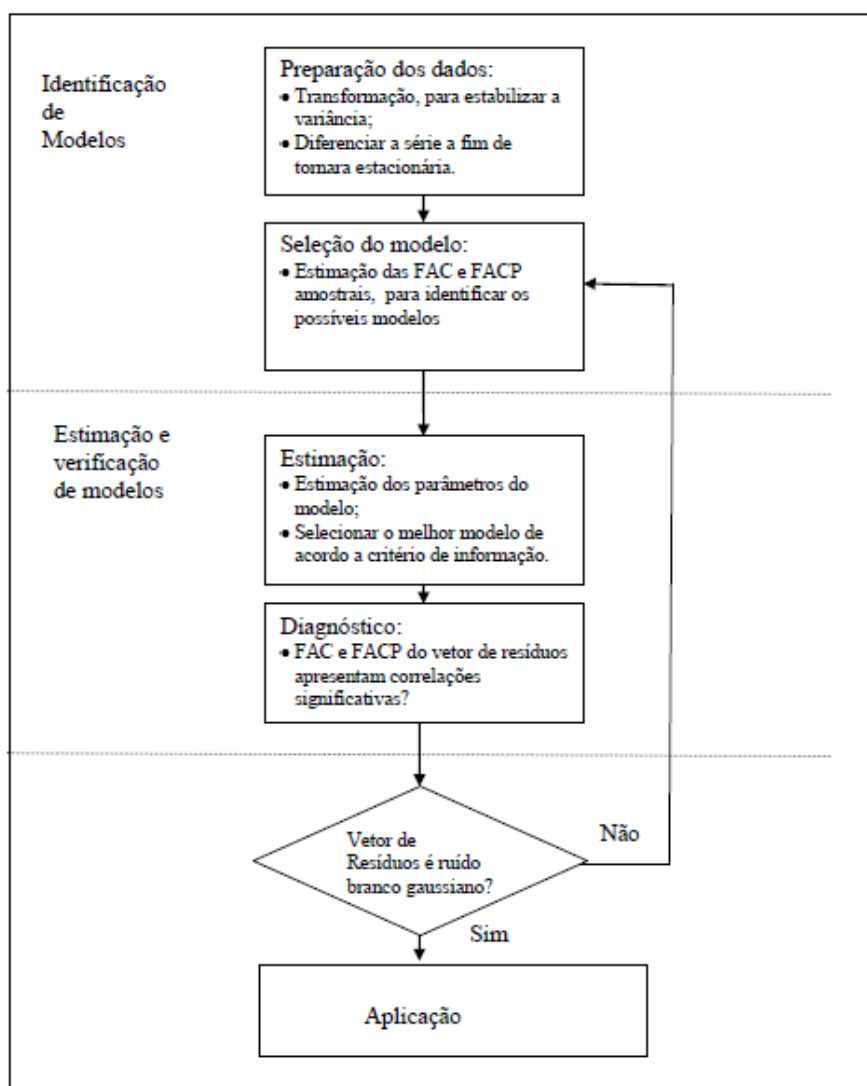 Identificação
de
Modelos
Preparação dos dados:
• Transformação, para estabilizar a
variância;
• Diferenciar a série a fim de
tornara estacionária.
Seleção do modelo:
• Estimação das FAC e FACP
amostrais, para identificar os
possíveis modelos
Estimação e
verificação
de modelos
Estimação:
• Estimação dos parâmetros do
modelo;
• Selecionar o melhor modelo de
acordo a critério de informação.
Diagnóstico:
• FAC e FACP do vetor de resíduos
apresentam correlações
significativas?
Vetor de
Resíduos é ruído
branco gaussiano?
Não
Sim
Aplicação